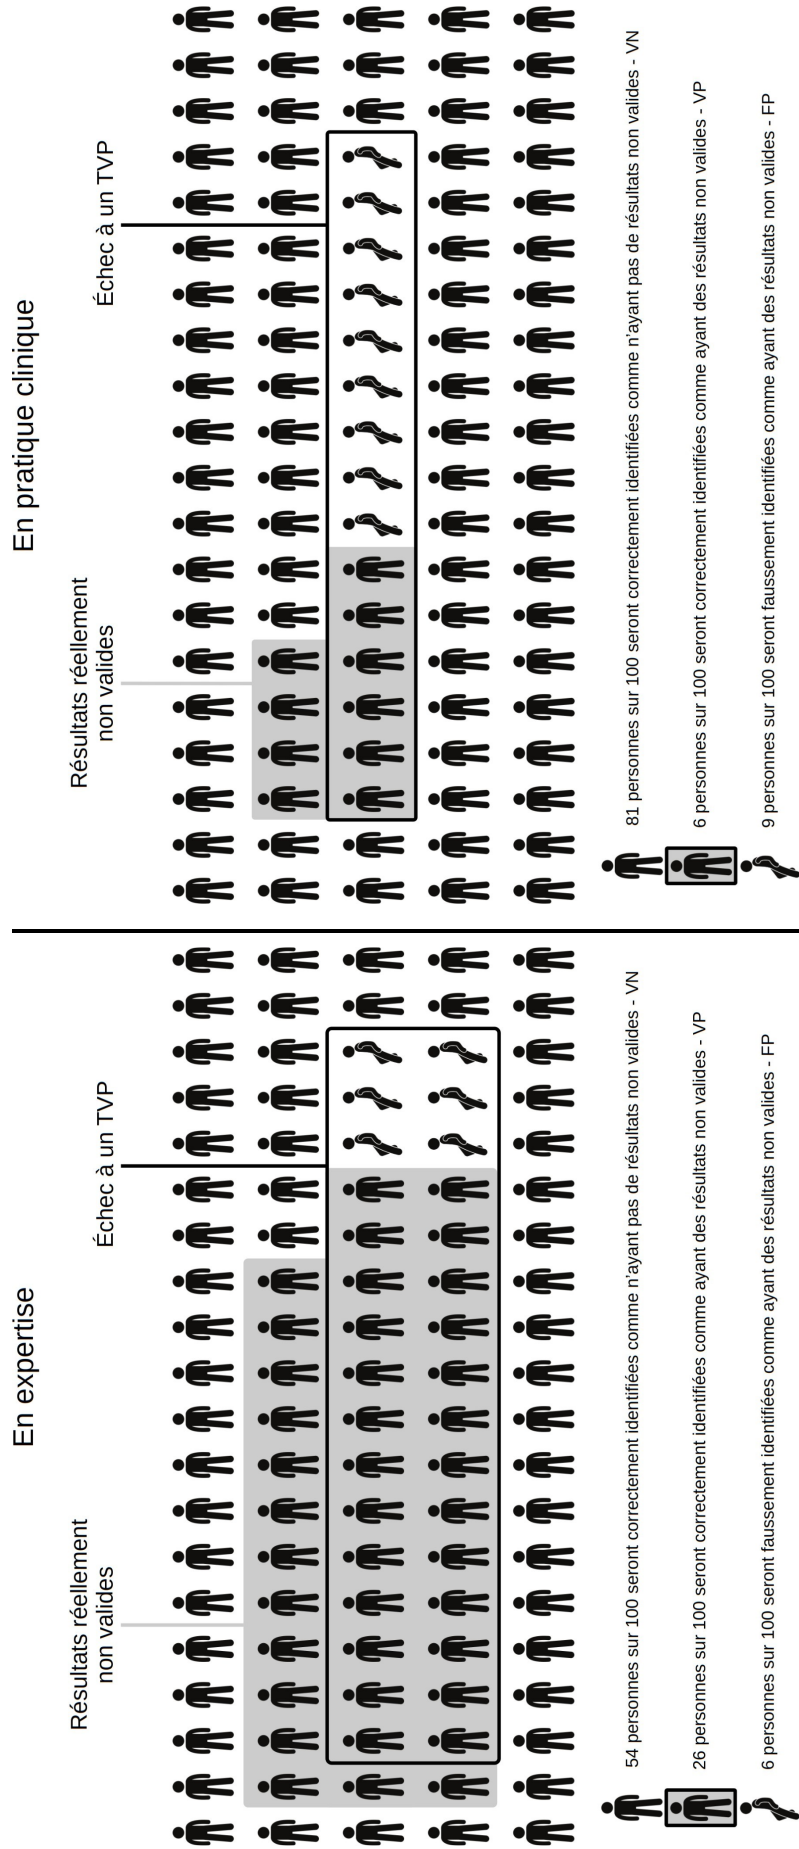 En expertise
Résultats réellement
non valides
Échec à un TVP
54 personnes sur 100 seront correctement identifiées comme n'ayant pas de résultats non valides - VN
26 personnes sur 100 seront correctement identifiées comme ayant des résultats non valides - VP
6 personnes sur 100 seront faussement identifiées comme ayant des résultats non valides - FP
En pratique clinique
Résultats réellement
non valides
Échec à un TVP
81 personnes sur 100 seront correctement identifiées comme n'ayant pas de résultats non valides - VN
6 personnes sur 100 seront correctement identifiées comme ayant des résultats non valides - VP
9 personnes sur 100 seront faussement identifiées comme ayant des résultats non valides - FP